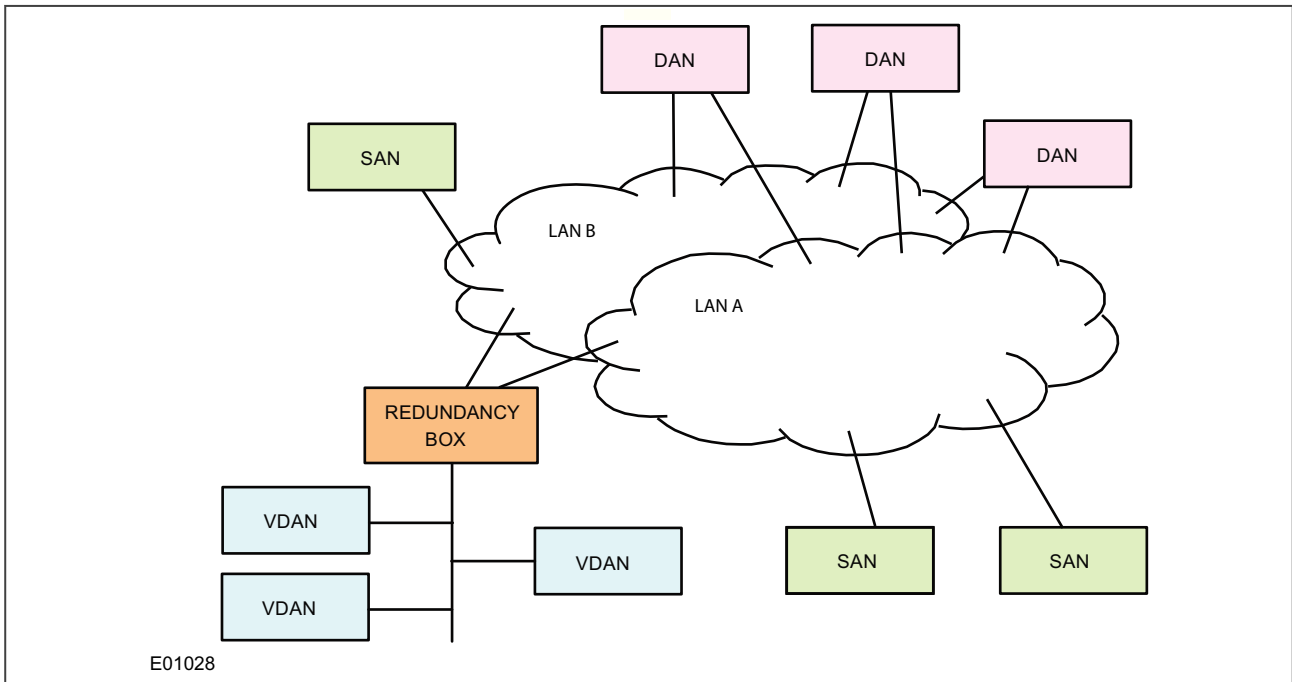 DAN
DAN
SAN
DAN
LAN B
LAN A
REDUNDANCY
BOX
VDAN
VDAN
SAN
SAN
VDAN
E01028